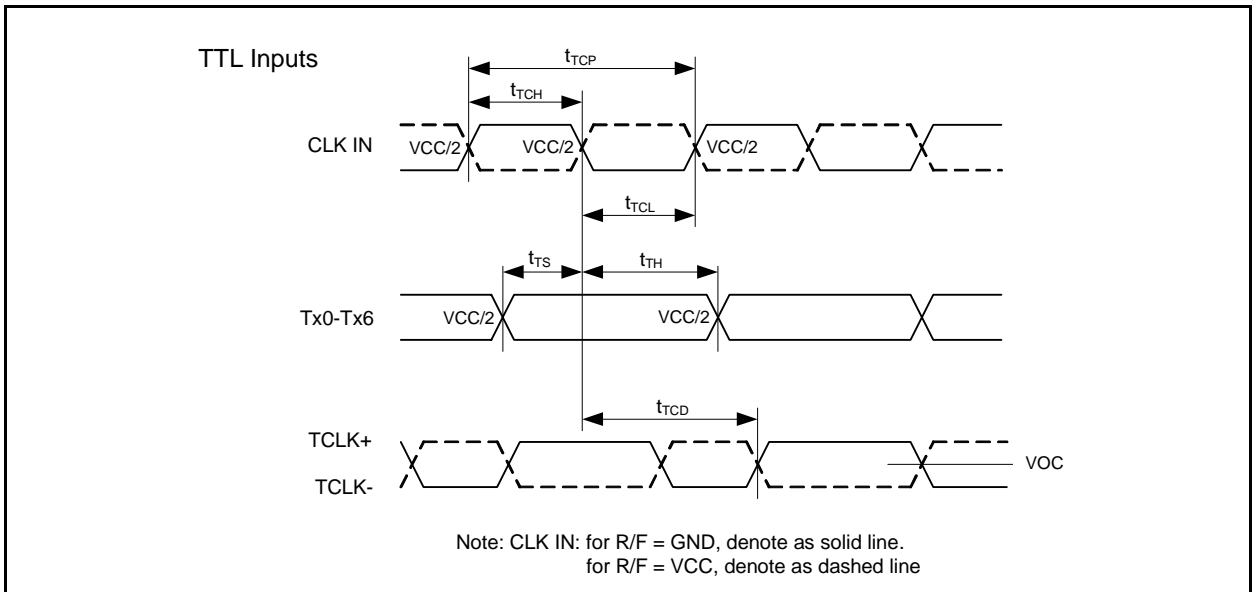 TTL Inputs
tTCP
tTCH
CLK IN
VCC/2
VCC/2
VCC/2
tTCL
tTS
tTH
Tx0-Tx6
VCC/2
VCC/2
tTCD
TCLK+
VOC
TCLK-
Note: CLK IN: for R/F = GND, denote as solid line.
for R/F = VCC, denote as dashed line